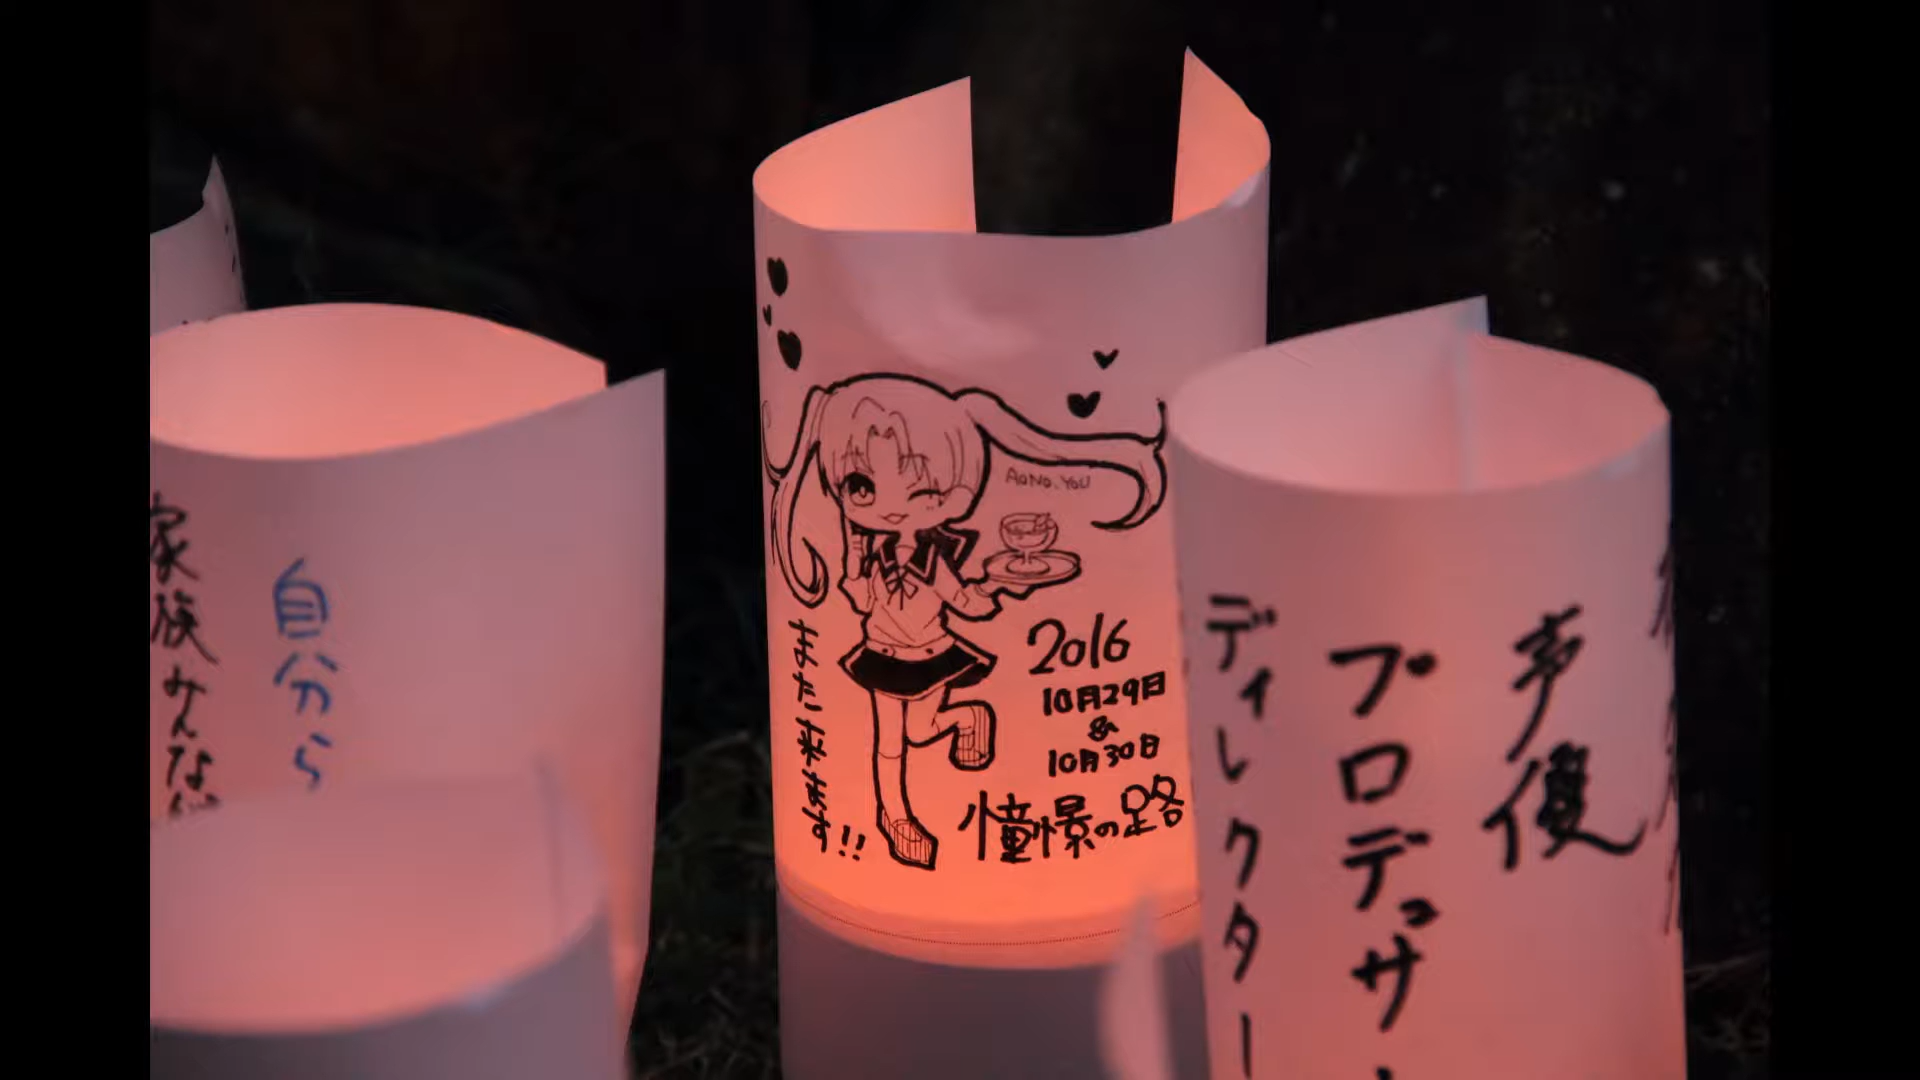 家族みんな
自分から
AONO.YOU
また来ます!!
2016
10月29日
&
10月30日
憧憬の路
声優
プロデューサー
ディレクター